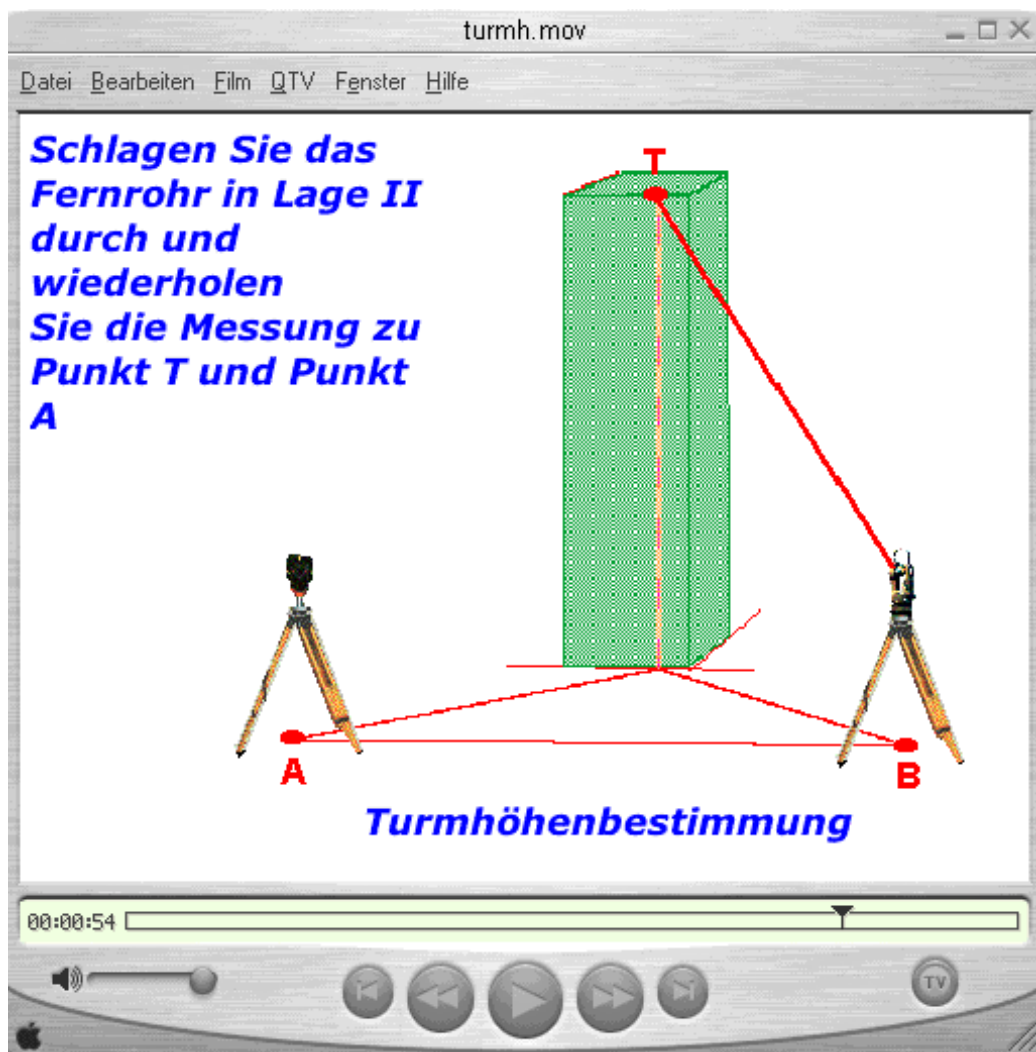 turmh.mov
Datei Bearbeiten Film QTV Fenster Hilfe
Schlagen Sie das
Fernrohr in Lage II
durch und
wiederholen
Sie die Messung zu
Punkt T und Punkt
A
T
A
B
Turmhöhenbestimmung
00:00:54
TV